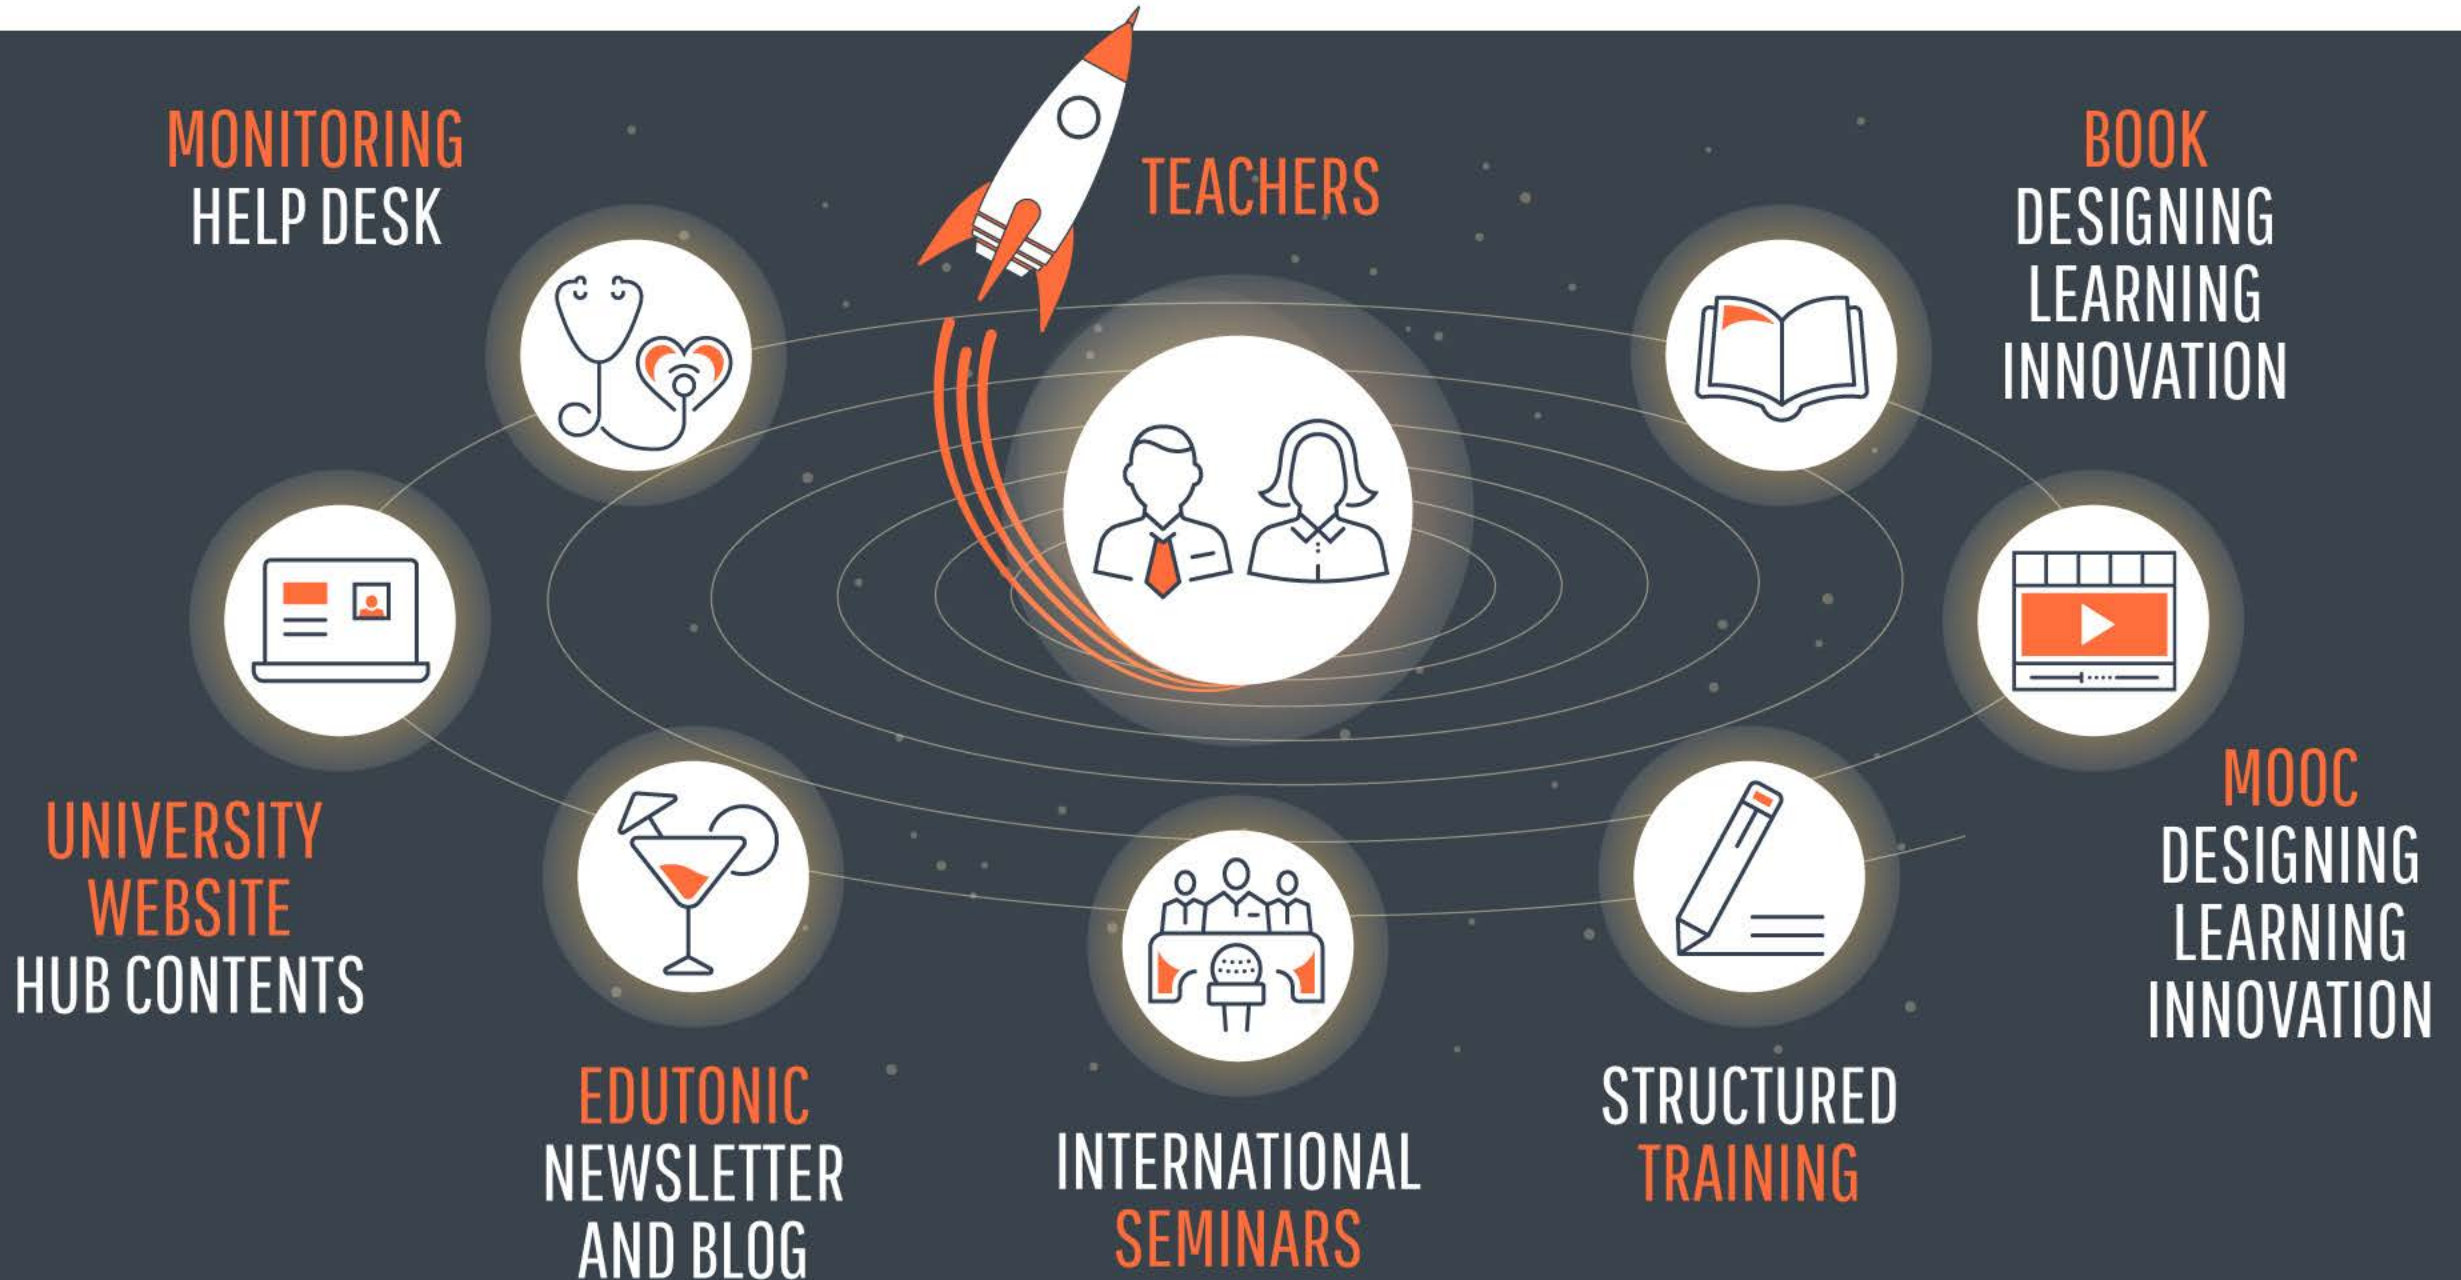 MONITORING
HELP DESK
TEACHERS
BOOK
DESIGNING
LEARNING
INNOVATION
UNIVERSITY
WEBSITE
HUB CONTENTS
EDUTONIC
NEWSLETTER
AND BLOG
INTERNATIONAL
SEMINARS
STRUCTURED
TRAINING
MOOC
DESIGNING
LEARNING
INNOVATION